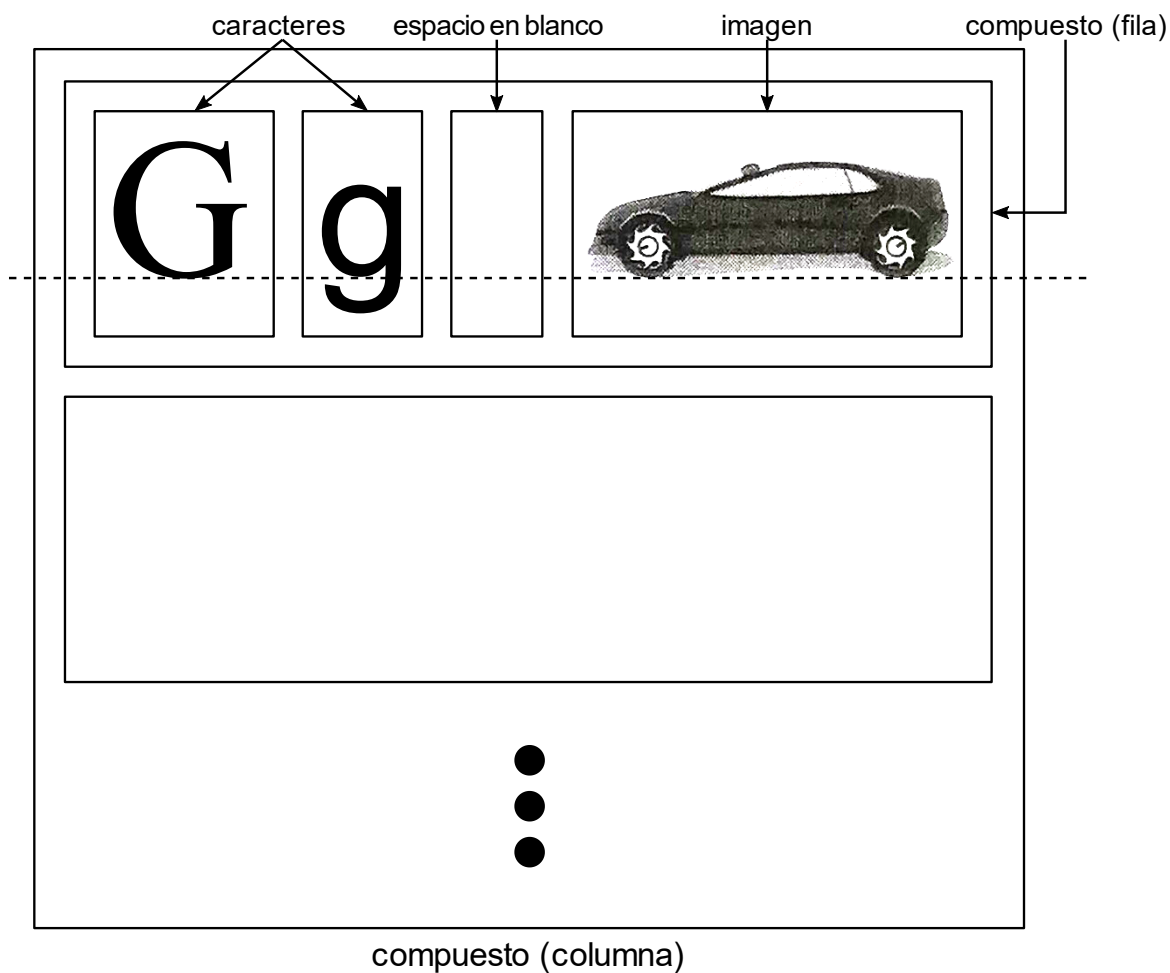 caracteres espacio en blanco imagen compuesto (fila)
G g
compuesto (columna)